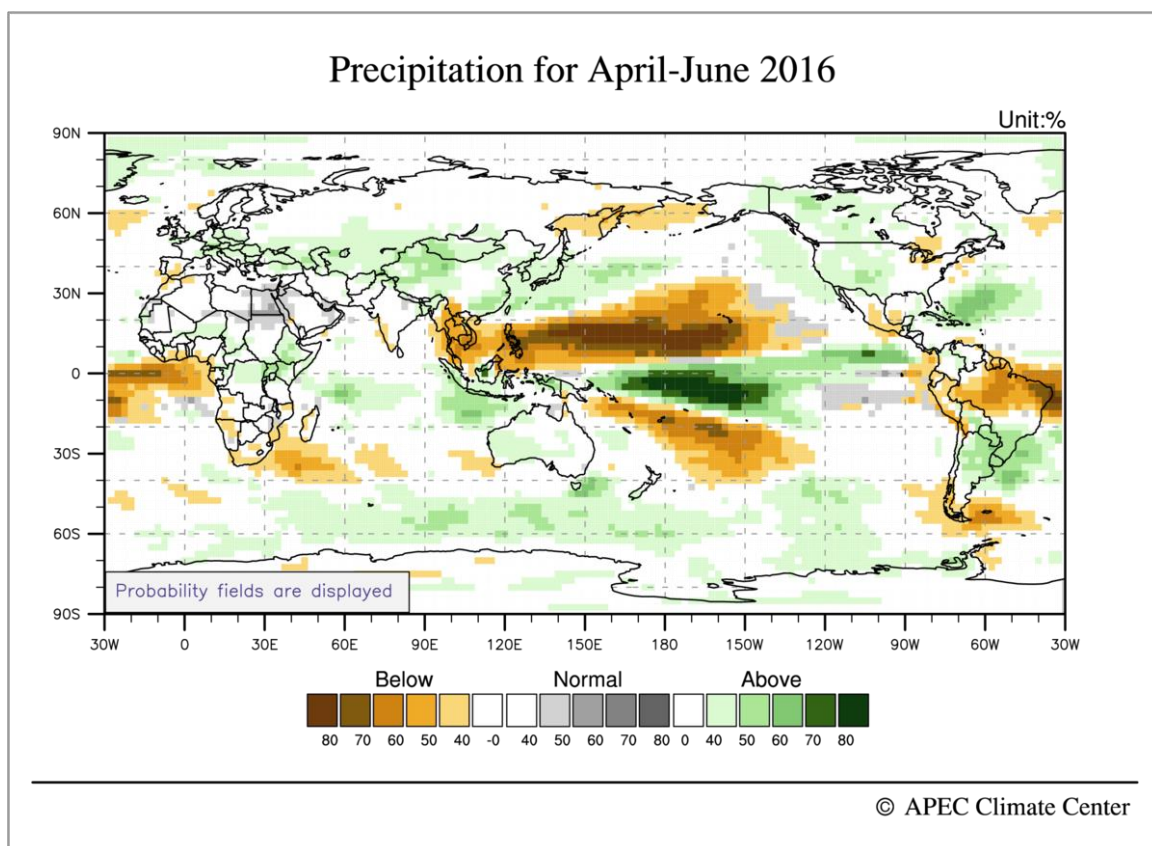 Precipitation for April-June 2016
Unit:%
90N
60N
30N
0
30S
60S
90S
Probability fields are displayed
30W 0 30E 60E 90E 120E 150E 180 150W 120W 90W 60W 30W
Below Normal Above
80 70 60 50 40 -0 40 50 60 70 80 0 40 50 60 70 80
© APEC Climate Center